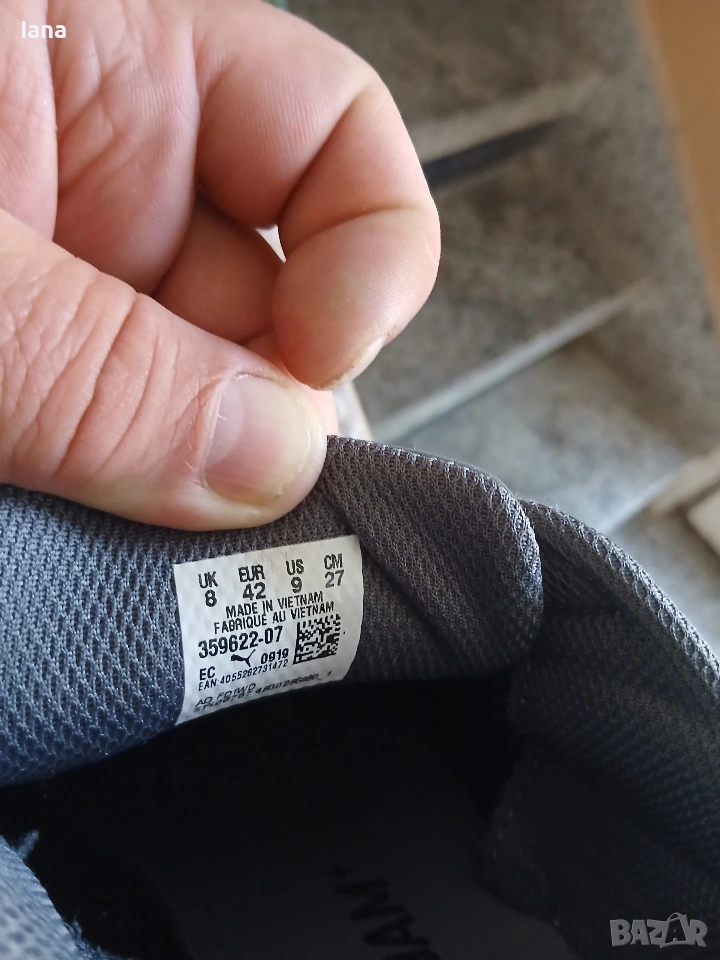 lana
UK EUR US CM
8 42 9 27
MADE IN VIETNAM
FABRIQUÉ AU VIETNAM
359622-07
EC 0919
EAN:4055262731472
BAZAR